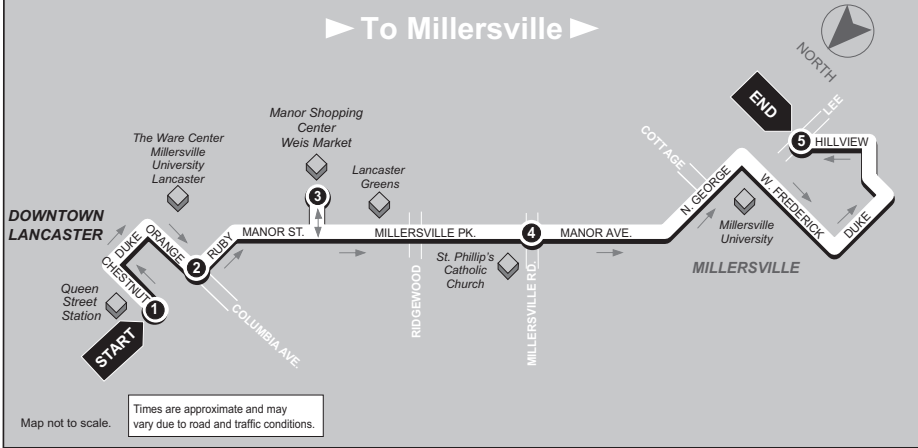 To Millersville
NORTH
Manor Shopping
Center
Weis Market
The Ware Center
Millersville
University
Lancaster
Lancaster
Greens
END
LEE
5
HILLVIEW
COTTAGE
3
N. GEORGE
W. FREDERICK
DUKE
DOWNTOWN
LANCASTER
DUKE
ORANGE
RUBY
MANOR ST.
MILLERSVILLE PK.
4
MANOR AVE.
Millersville
University
MILLERSVILLE
CHESTNUT
2
St. Phillip's
Catholic
Church
Queen
Street
Station
1
COLUMBIA AVE.
RIDGEWOOD
MILLERSVILLE RD.
START
Map not to scale.
Times are approximate and may
vary due to road and traffic conditions.